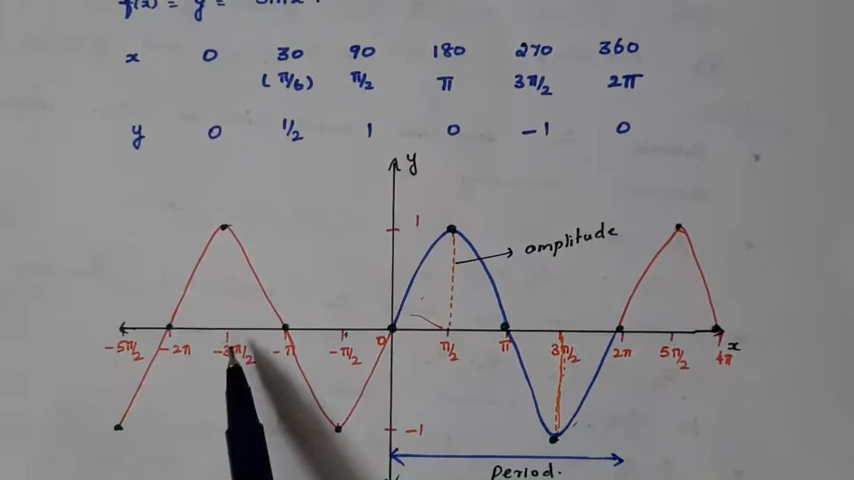 f(x) = y = sinx.
x 0 30 90 180 270 360
(π/6) π/2 π 3π/2 2π
y 0 1/2 1 0 -1 0
y
1
amplitude
-5π/2 -2π -3π/2 -π -π/2 0 π/2 π 3π/2 2π 5π/2 4π x
-1
Period.